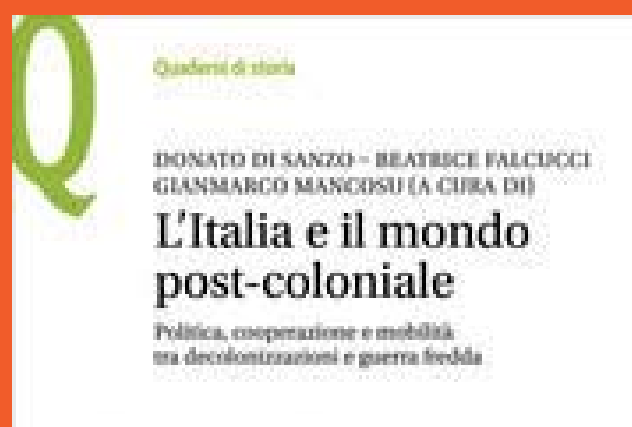 Q
Quaderni di storia
DONATO DI SANZO – BEATRICE FALCUCCI
GIANMARCO MANCOSU (A CURA DI)
L’Italia e il mondo
post-coloniale
Politica, cooperazione e mobilità
tra decolonizzazioni e guerra fredda